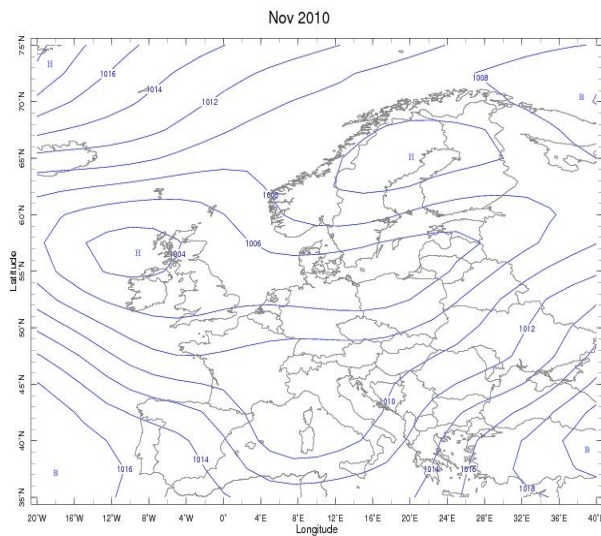 Nov 2010
75°N
70°N
65°N
60°N
55°N
50°N
45°N
40°N
35°N
Latitude
H
1016
1014
1012
1008
B
H
1006
H
1004
1012
1010
1016
1014
1014
1016
1018
B
B
20°W
16°W
12°W
8°W
4°W
0°
4°E
8°E
12°E
16°E
20°E
24°E
28°E
32°E
36°E
40°E
Longitude